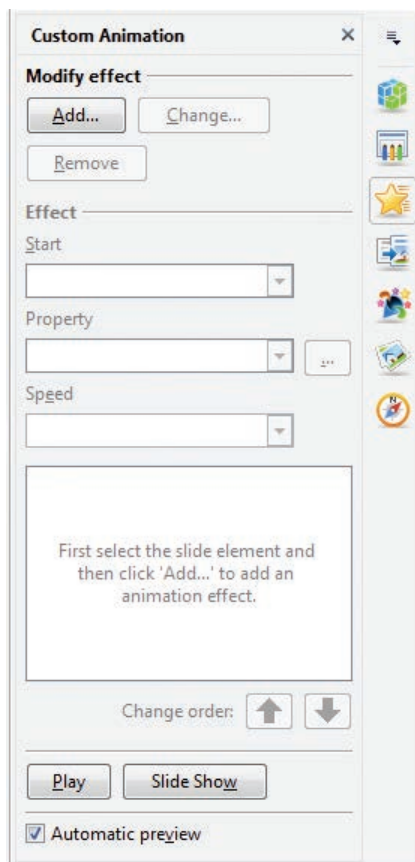 Custom Animation
Modify effect
Add...
Change...
Remove
Effect
Start
Property
...
Speed
First select the slide element and
then click 'Add...' to add an
animation effect.
Change order:
Play
Slide Show
Automatic preview
N